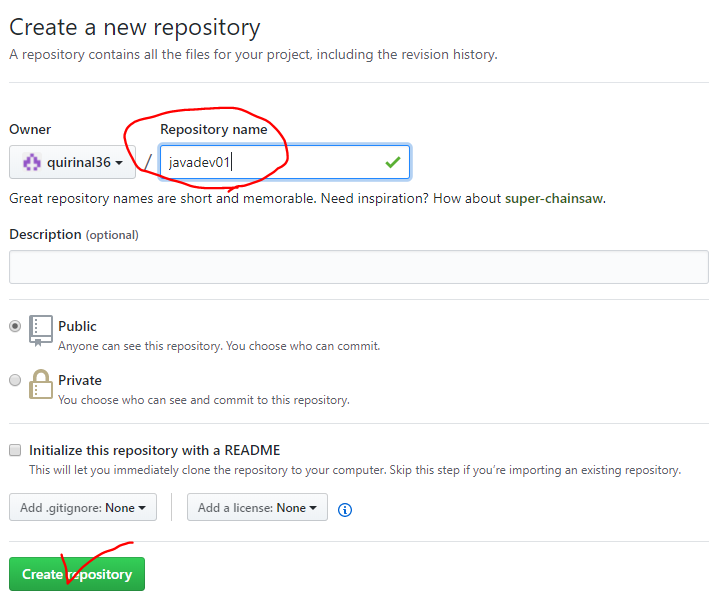 Create a new repository
A repository contains all the files for your project, including the revision history.
Owner
Repository name
quirinal36 / javadev01
Great repository names are short and memorable. Need inspiration? How about super-chainsaw.
Description (optional)
Public
Anyone can see this repository. You choose who can commit.
Private
You choose who can see and commit to this repository.
Initialize this repository with a README
This will let you immediately clone the repository to your computer. Skip this step if you’re importing an existing repository.
Add .gitignore: None
Add a license: None
Create repository